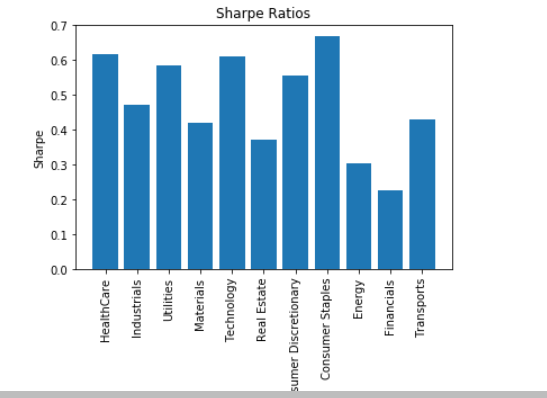 Sharpe Ratios
0.7
0.6
0.5
0.4
0.3
0.2
0.1
0.0
Sharpe
HealthCare
Industrials
Utilities
Materials
Technology
Real Estate
sumer Discretionary
Consumer Staples
Energy
Financials
Transports